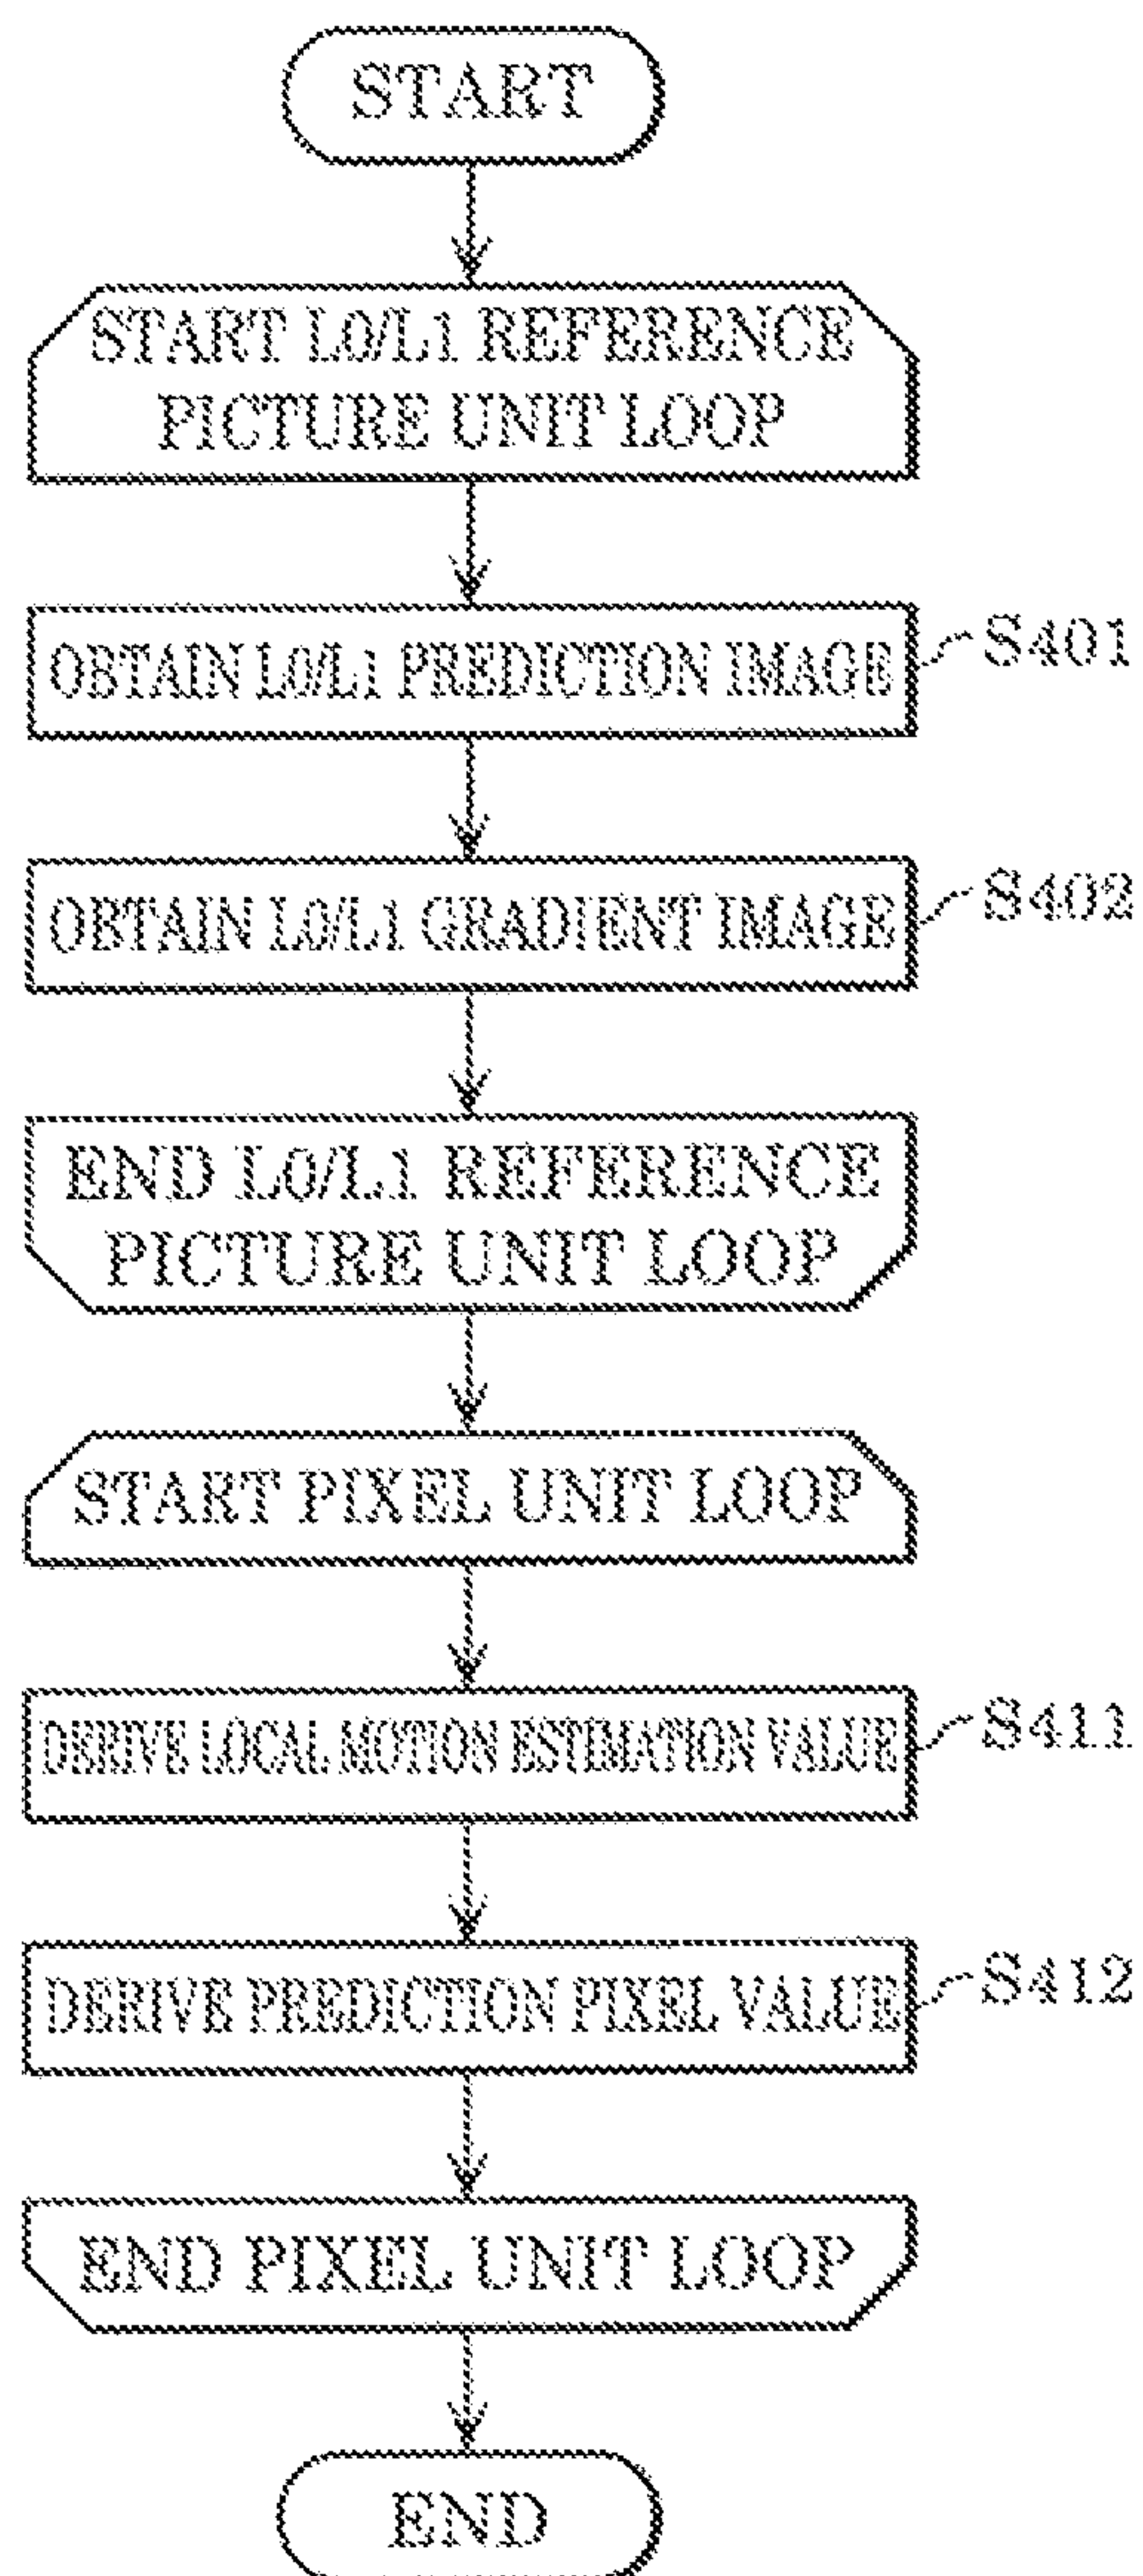 START
START L0/L1 REFERENCE
PICTURE UNIT LOOP
OBTAIN L0/L1 PREDICTION IMAGE
S401
OBTAIN L0/L1 GRADIENT IMAGE
S402
END L0/L1 REFERENCE
PICTURE UNIT LOOP
START PIXEL UNIT LOOP
DERIVE LOCAL MOTION ESTIMATION VALUE
S411
DERIVE PREDICTION PIXEL VALUE
S412
END PIXEL UNIT LOOP
END